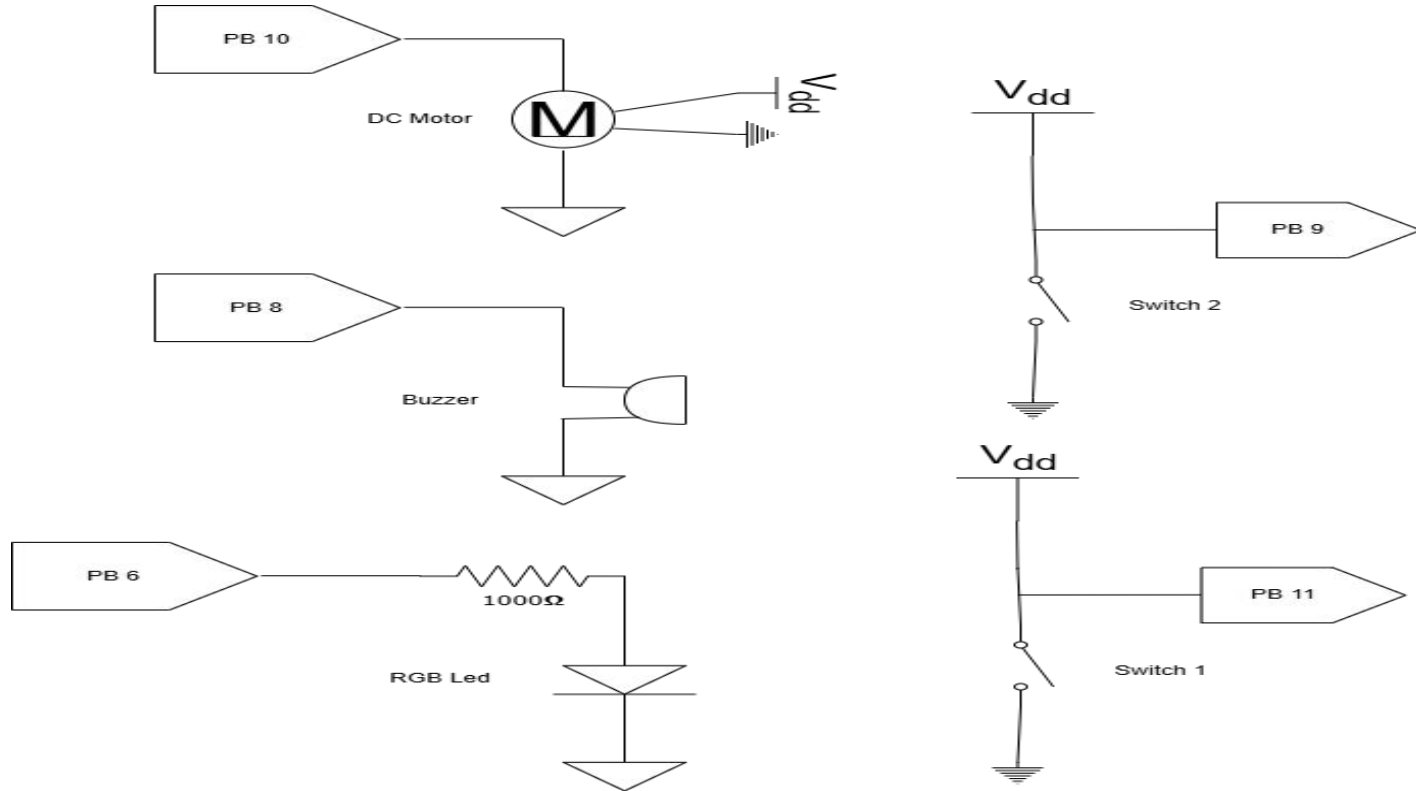 PB 10
DC Motor
M
Vdd
Vdd
PB 9
Switch 2
PB 8
Buzzer
Vdd
PB 6
1000Ω
RGB Led
PB 11
Switch 1